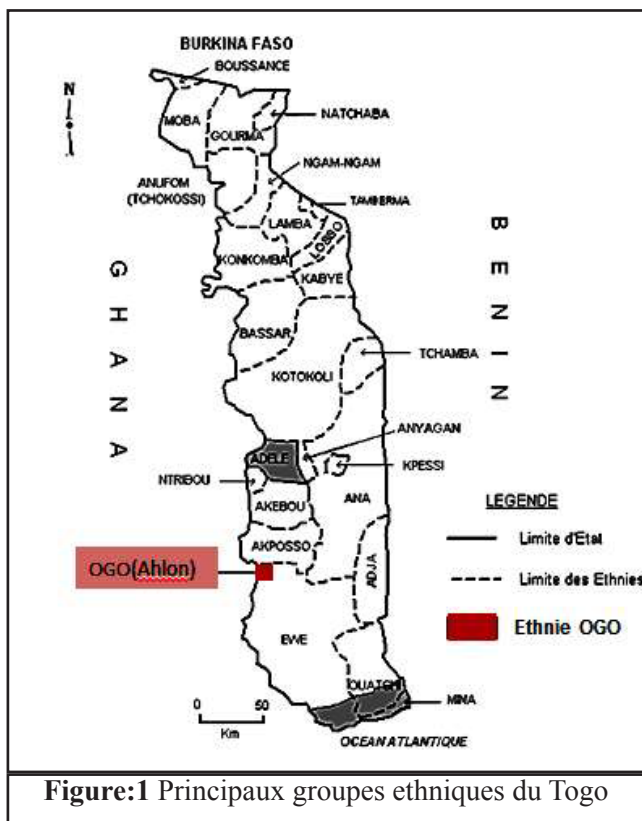 BURKINA FASO
BOUSSANCE
N
MOBA
GOURMA
NATCHABA
NGAM-NGAM
ANUFOM
(TCHOKOSSI)
TAMBERMA
LAMBA
LOSSO
KONKOMBA
KABYE
BENIN
GHANA
BASSAR
KOTOKOLI
TCHAMBA
ANYAGAN
ADELE
KPESSI
NTRIBOU
ANA
AKEBOU
LEGENDE
AKPOSSO
Limite d'Etat
OGO(Ahlon)
ADJA
Limite des Ethnies
Ethnie OGO
EWE
OUATCHI
0 50
Km
MINA
OCEAN ATLANTIQUE
Figure:1 Principaux groupes ethniques du Togo